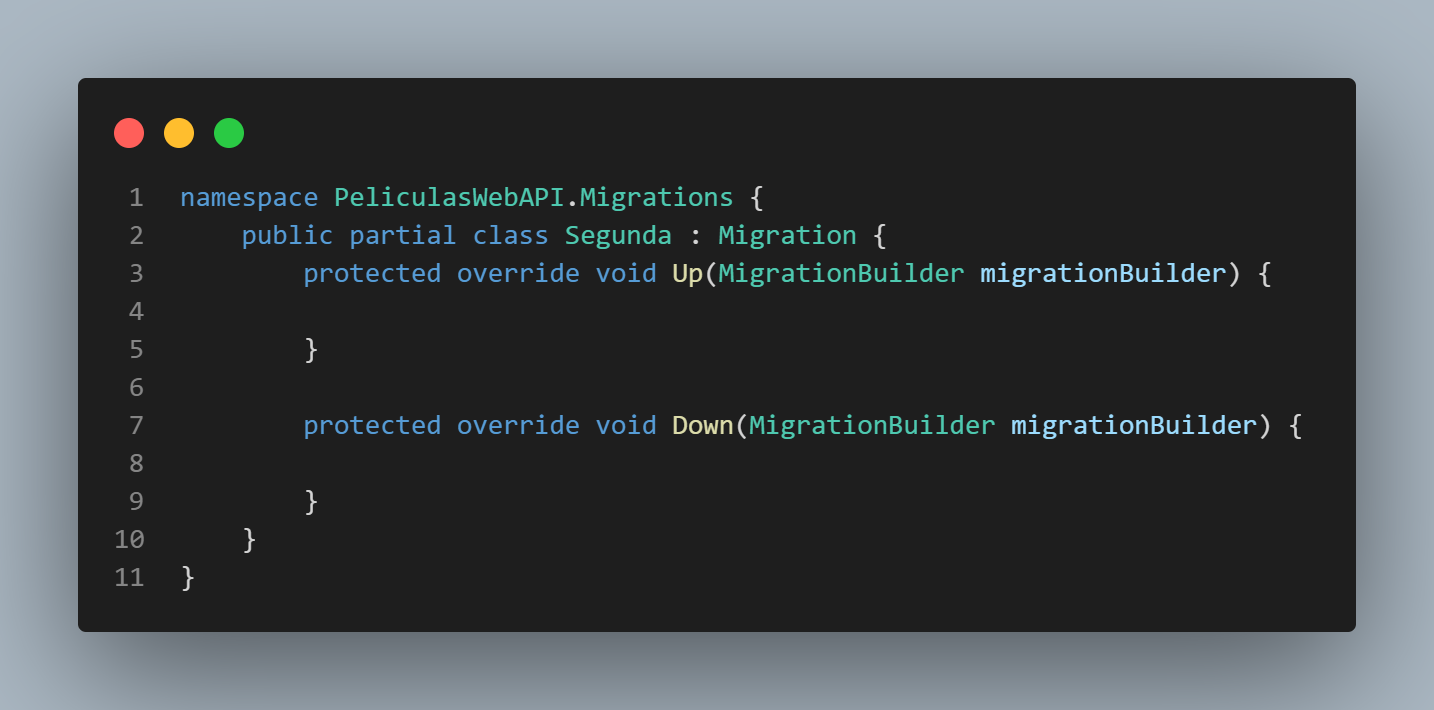 1 namespace PeliculasWebAPI.Migrations {
2     public partial class Segunda : Migration {
3         protected override void Up(MigrationBuilder migrationBuilder) {
4
5         }
6
7         protected override void Down(MigrationBuilder migrationBuilder) {
8
9         }
10     }
11 }